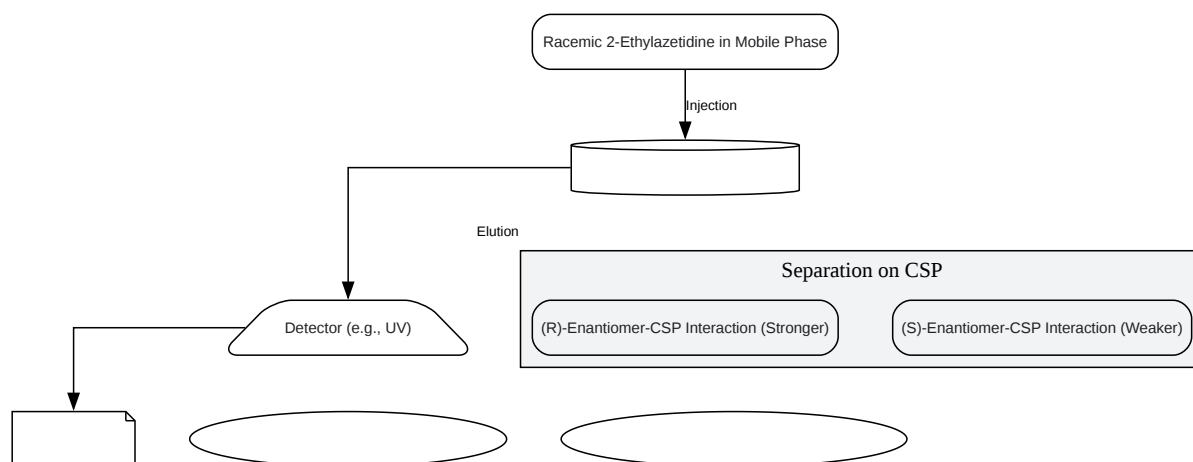 Racemic 2-Ethylazetidine in Mobile Phase
Injection
Elution
Separation on CSP
Detector (e.g., UV)
(R)-Enantiomer-CSP Interaction (Stronger)
(S)-Enantiomer-CSP Interaction (Weaker)